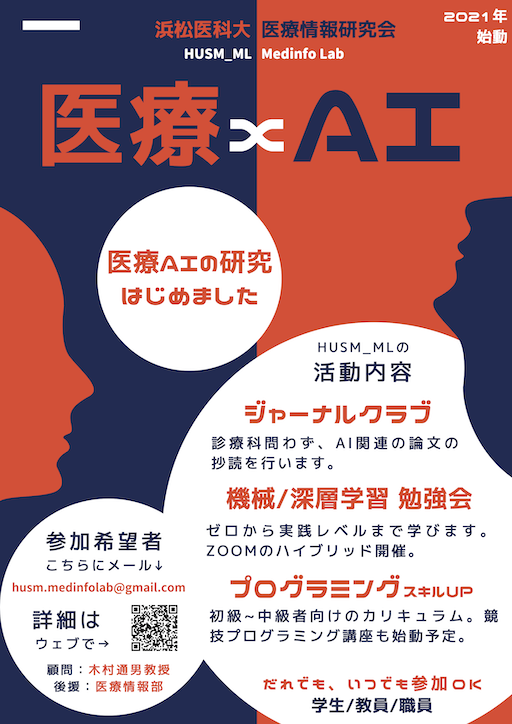 2021年
始動
浜松医科大 医療情報研究会
HUSM_ML Medinfo Lab
医療×AI
医療AIの研究
はじめました
HUSM_MLの
活動内容
ジャーナルクラブ
診療科問わず、AI関連の論文の
抄読を行います。
機械/深層学習 勉強会
ゼロから実践レベルまで学びます。
ZOOMのハイブリッド開催。
プログラミングスキルUP
初級~中級者向けのカリキュラム。競
技プログラミング講座も始動予定。
だれでも、いつでも参加OK
学生/教員/職員
参加希望者
こちらにメール↓
husm.medinfolab@gmail.com
詳細は
ウェブで→
顧問：木村通男教授
後援：医療情報部